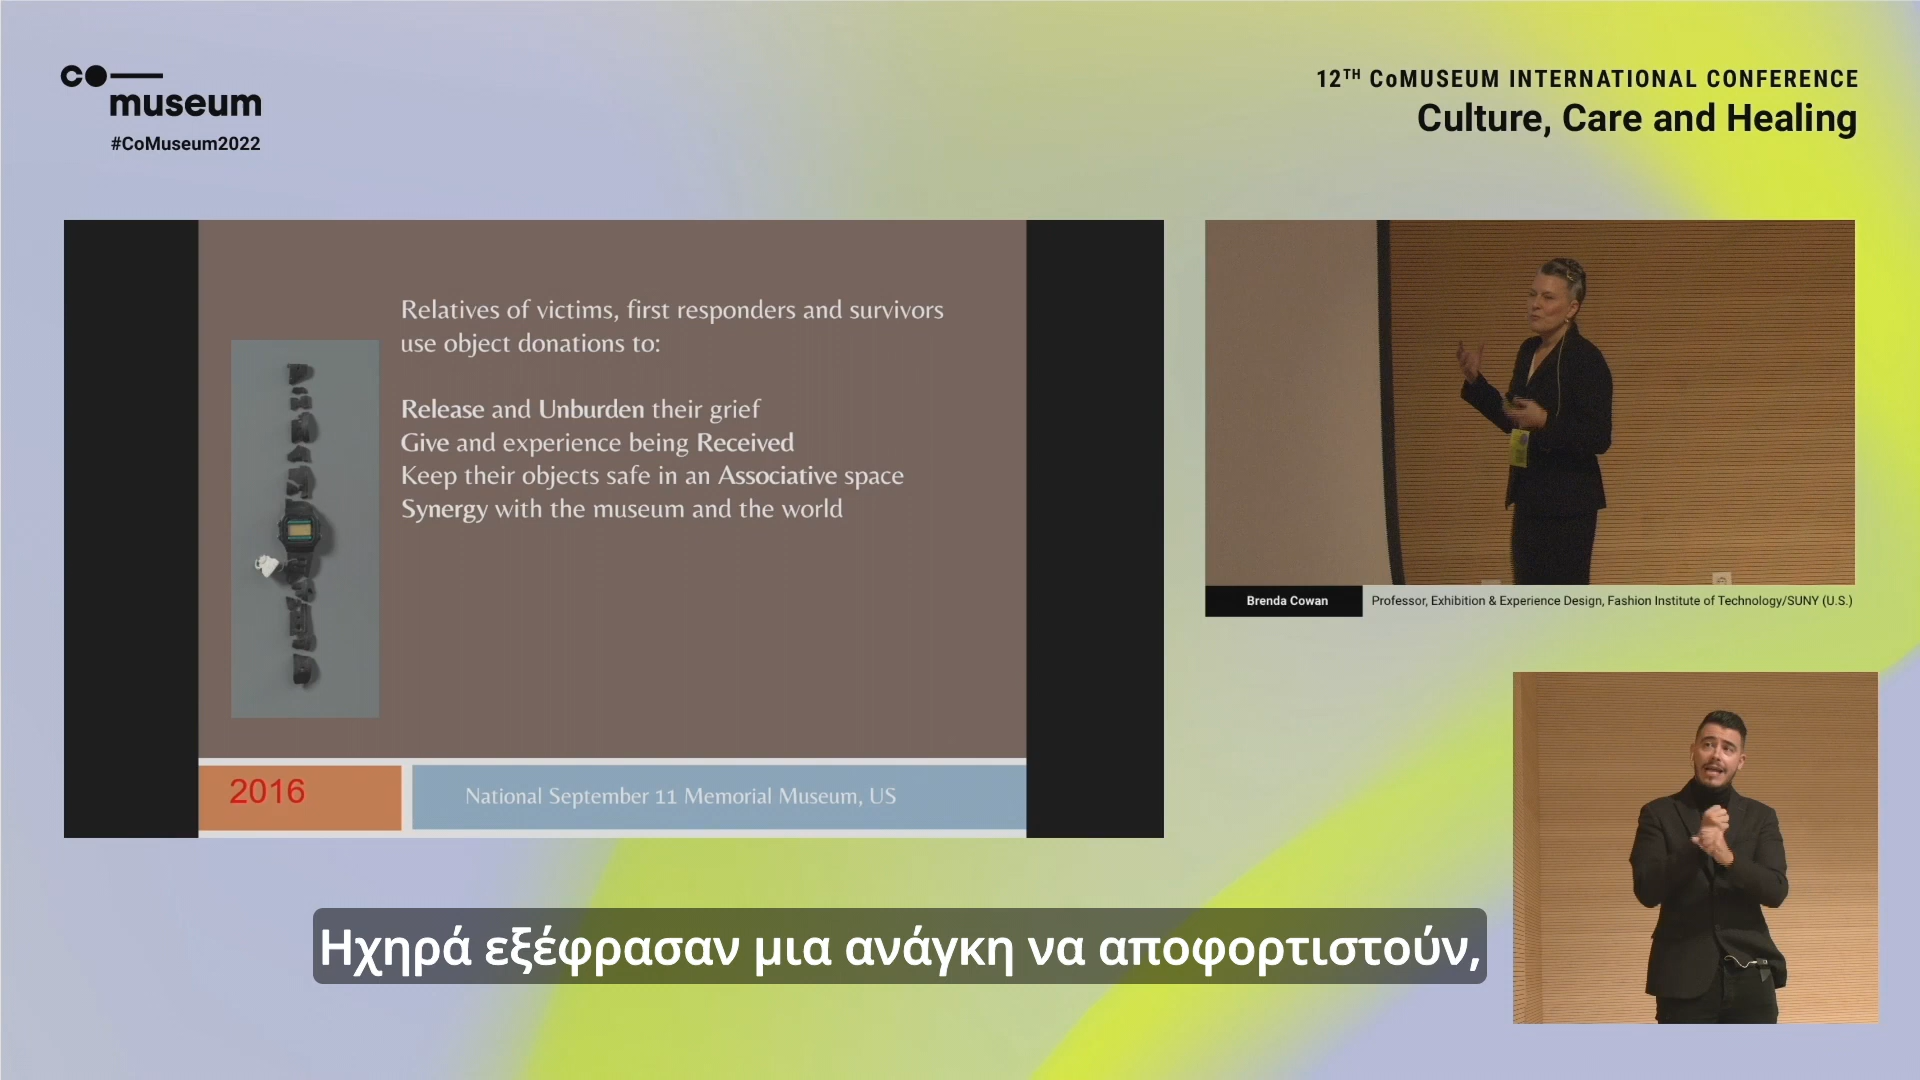 co
museum
#CoMuseum2022
12TH CoMUSEUM INTERNATIONAL CONFERENCE
Culture, Care and Healing
Relatives of victims, first responders and survivors
use object donations to:
Release and Unburden their grief
Give and experience being Received
Keep their objects safe in an Associative space
Synergy with the museum and the world
2016
National September 11 Memorial Museum, US
Brenda Cowan
Professor, Exhibition & Experience Design, Fashion Institute of Technology/SUNY (U.S.)
Ηχηρά εξέφρασαν μια ανάγκη να αποφορτιστούν,